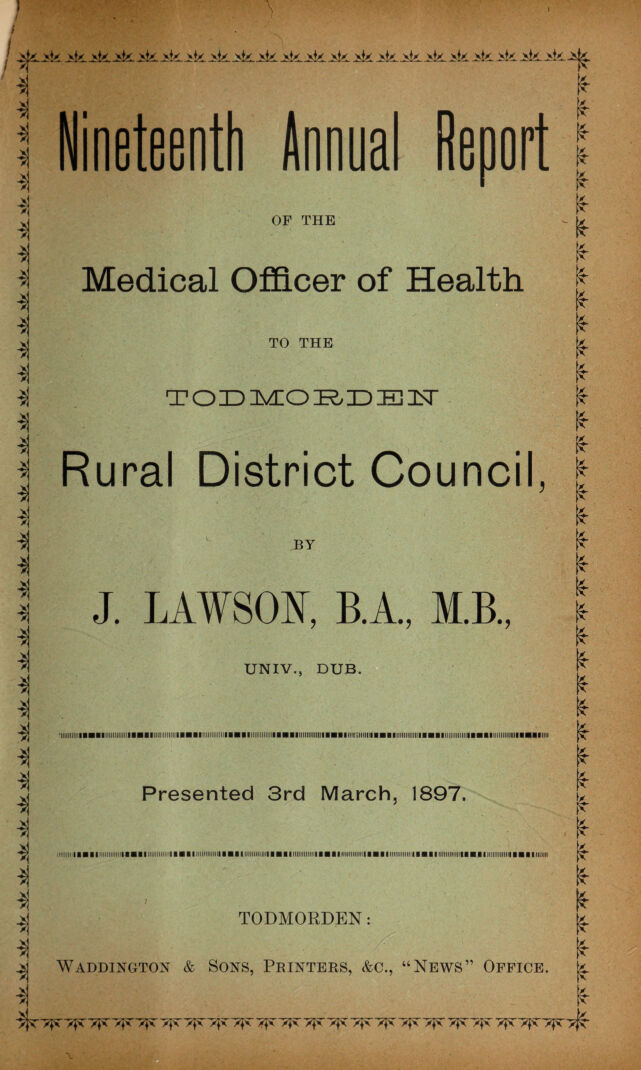 Nineteenth Annual Report
OF THE
Medical Officer of Health
TO THE
TODMORDEN
Rural District Council,
BY
J. LAWSON, B.A., M.B.,
UNIV., DUB.
Presented 3rd March, 1897.
TODMORDEN:
WADDINGTON & SONS, PRINTERS, &C., "NEWS" OFFICE.